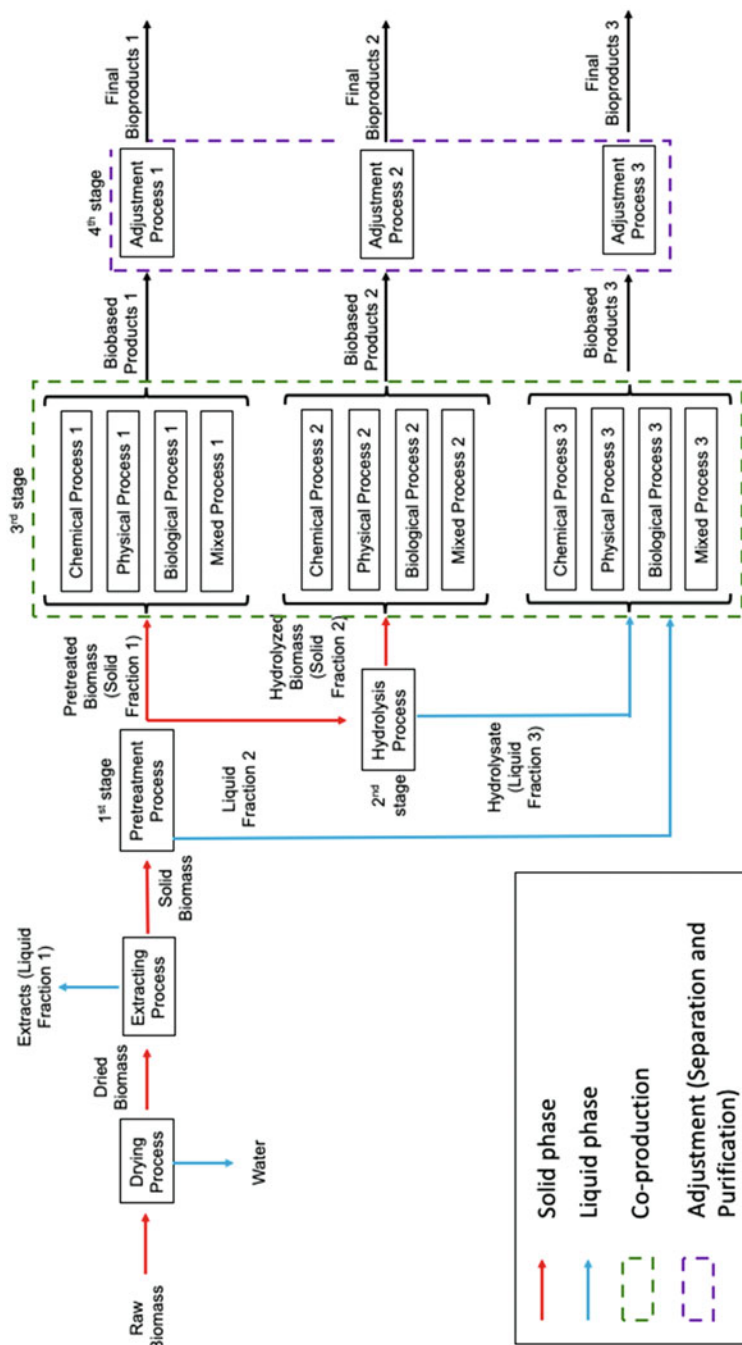 Raw
Biomass
Drying
Process
Water
Dried
Biomass
Extracting
Process
Extracts (Liquid
Fraction 1)
Solid
Biomass
1st stage
Pretreatment
Process
Liquid
Fraction 2
Pretreated
Biomass
(Solid
Fraction 1)
2nd
stage
Hydrolysis
Process
Hydrolyzed
Biomass (Solid
Fraction 2)
Hydrolysate
(Liquid
Fraction 3)
3rd stage
Chemical Process 1
Physical Process 1
Biological Process 1
Mixed Process 1
Chemical Process 2
Physical Process 2
Biological Process 2
Mixed Process 2
Chemical Process 3
Physical Process 3
Biological Process 3
Mixed Process 3
Biobased
Products 1
Biobased
Products 2
Biobased
Products 3
4th stage
Adjustment
Process 1
Adjustment
Process 2
Adjustment
Process 3
Final
Bioproducts 1
Final
Bioproducts 2
Final
Bioproducts 3
Solid phase
Liquid phase
Co-production
Adjustment (Separation and
Purification)